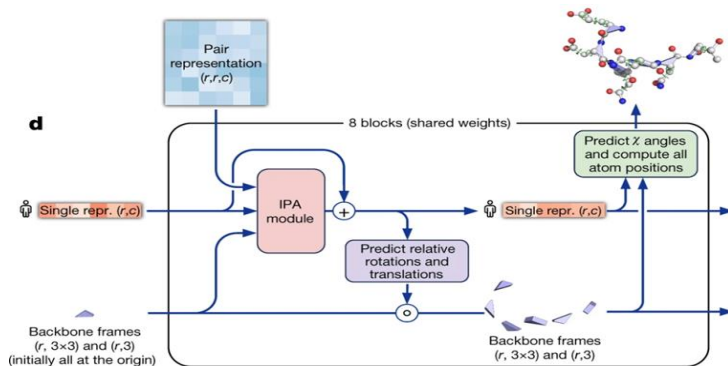 Pair
representation
(r,r,c)
d
8 blocks (shared weights)
Predict χ angles
and compute all
atom positions
Single repr. (r,c)
IPA
module
+
Single repr. (r,c)
Predict relative
rotations and
translations
Backbone frames
(r, 3×3) and (r,3)
(initially all at the origin)
Backbone frames
(r, 3×3) and (r,3)